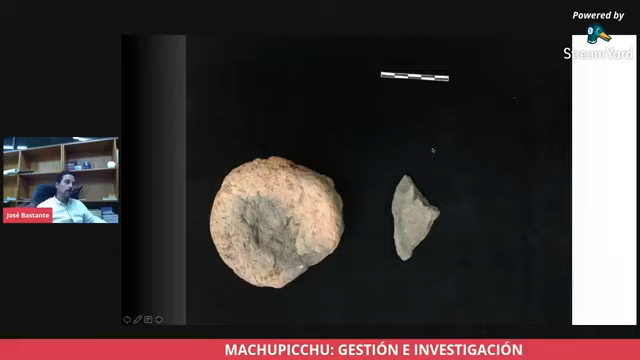 Powered by
StreamYard
José Bastante
MACHUPICCHU: GESTIÓN E INVESTIGACIÓN